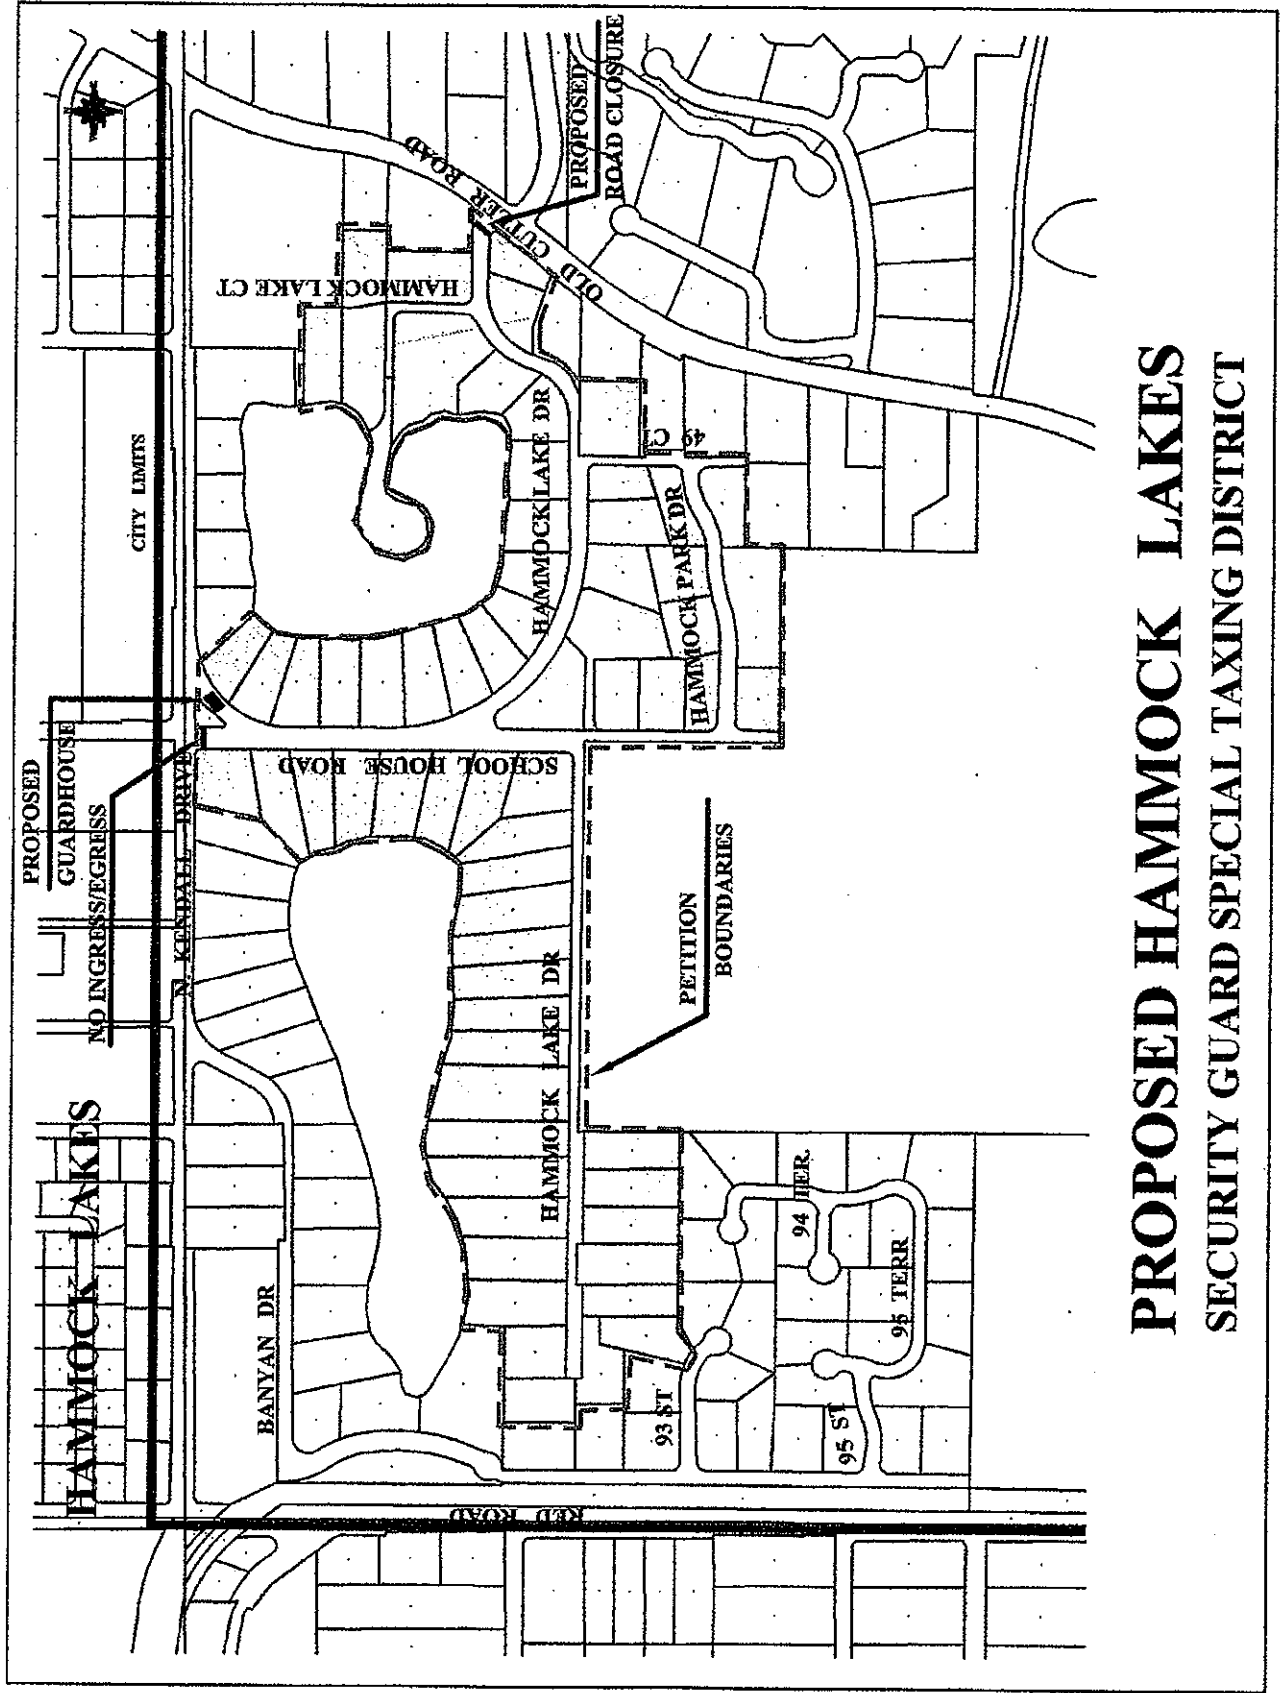 HAMMOCK LAKES
PROPOSED
GUARDHOUSE
NO INGRESS/EGRESS
N. KENDALL DRIVE
CITY LIMITS
BANYAN DR
SCHOOL HOUSE ROAD
HAMMOCK LAKE CT
OLD CUTLER ROAD
PROPOSED
ROAD CLOSURE
HAMMOCK LAKE DR
HAMMOCK LAKE DR
49 CT
HAMMOCK PARK DR
PETITION
BOUNDARIES
RED ROAD
93 ST
94 TER.
95 TERR
95 ST
PROPOSED HAMMOCK LAKES
SECURITY GUARD SPECIAL TAXING DISTRICT